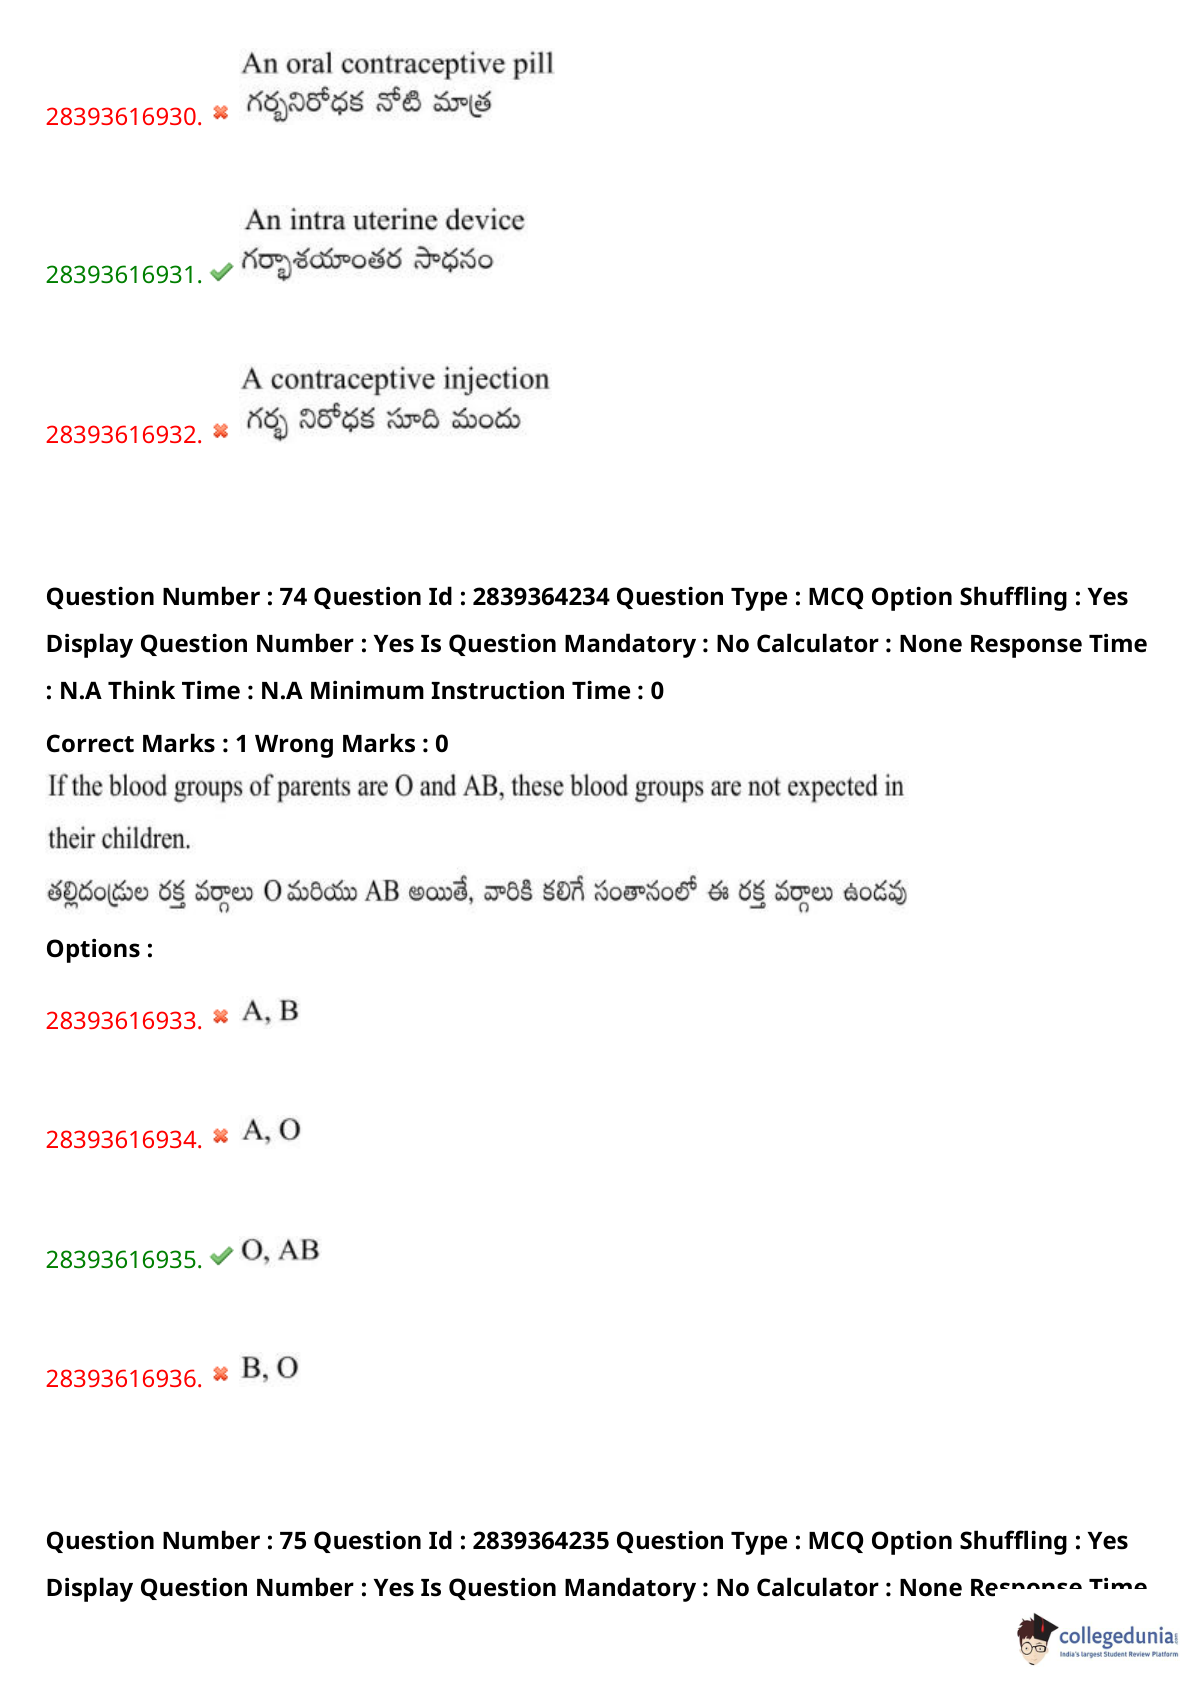 An oral contraceptive pill
గర్భనిరోధక నోటి మాత్ర
28393616930.
An intra uterine device
గర్భాశయాంతర సాధనం
28393616931.
A contraceptive injection
గర్భ నిరోధక సూది మందు
28393616932.
Question Number : 74 Question Id : 2839364234 Question Type : MCQ Option Shuffling : Yes
Display Question Number : Yes Is Question Mandatory : No Calculator : None Response Time
: N.A Think Time : N.A Minimum Instruction Time : 0
Correct Marks : 1 Wrong Marks : 0
If the blood groups of parents are O and AB, these blood groups are not expected in
their children.
తల్లిదండ్రుల రక్త వర్గాలు O మరియు AB అయితే, వారికి కలిగే సంతానంలో ఈ రక్త వర్గాలు ఉండవు
Options :
28393616933. A, B
28393616934. A, O
28393616935. O, AB
28393616936. B, O
Question Number : 75 Question Id : 2839364235 Question Type : MCQ Option Shuffling : Yes
Display Question Number : Yes Is Question Mandatory : No Calculator : None Response Time
collegedunia
India's largest Student Review Platform